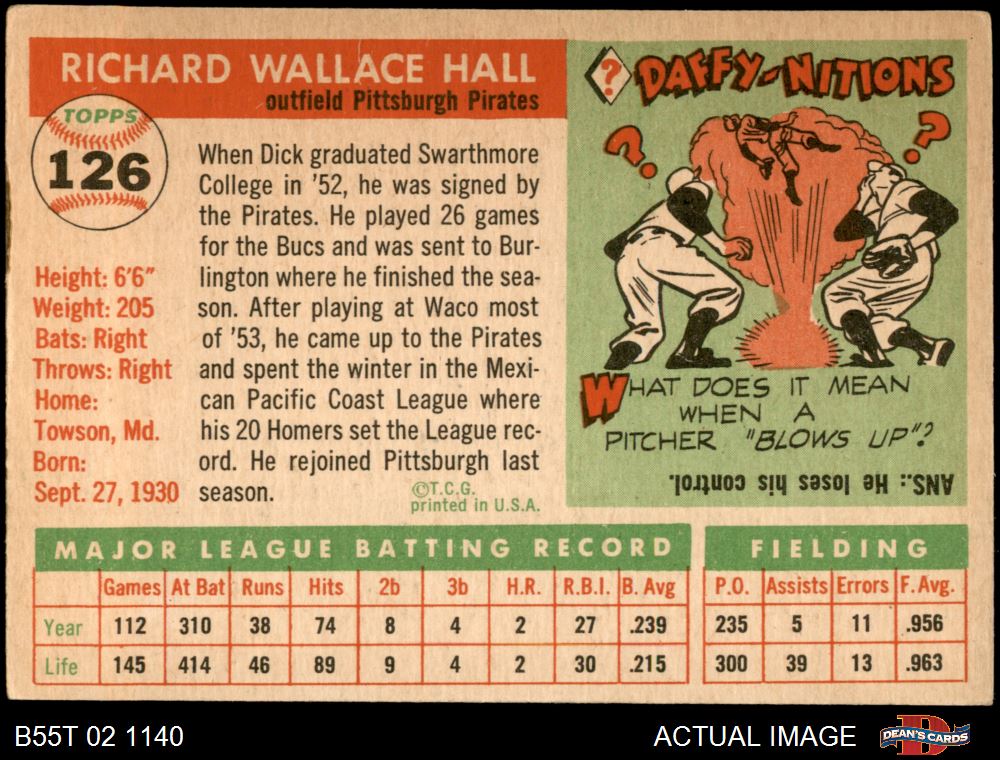 RICHARD WALLACE HALL
outfield Pittsburgh Pirates
TOPPS
126
Height: 6'6"
Weight: 205
Bats: Right
Throws: Right
Home:
Towson, Md.
Born:
Sept. 27, 1930
When Dick graduated Swarthmore
College in '52, he was signed by
the Pirates. He played 26 games
for the Bucs and was sent to Bur-
lington where he finished the sea-
son. After playing at Waco most
of '53, he came up to the Pirates
and spent the winter in the Mexi-
can Pacific Coast League where
his 20 Homers set the League rec-
ord. He rejoined Pittsburgh last
season.
©T.C.G.
printed in U.S.A.
? DAFFY-NITIONS
? ?
WHAT DOES IT MEAN
WHEN A
PITCHER "BLOWS UP"?
ANS.: He loses his control.
MAJOR LEAGUE BATTING RECORD
Games At Bat Runs Hits 2b 3b H.R. R.B.I. B. Avg
Year 112 310 38 74 8 4 2 27 .239
Life 145 414 46 89 9 4 2 30 .215
FIELDING
P.O. Assists Errors F. Avg.
235 5 11 .956
300 39 13 .963
B55T 02 1140
ACTUAL IMAGE
D
DEAN'S CARDS